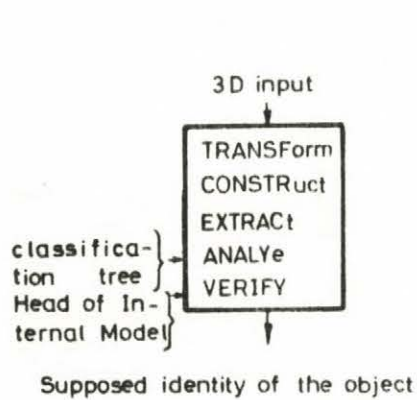 3D input
TRANSForm
CONSTRuct
EXTRACt
ANALYe
VERIFY
classifica-
tion tree
Head of In-
ternal Model
Supposed identity of the object